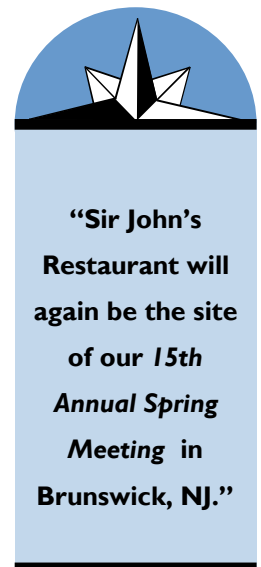 “Sir John’s
Restaurant will
again be the site
of our 15th
Annual Spring
Meeting in
Brunswick, NJ.”